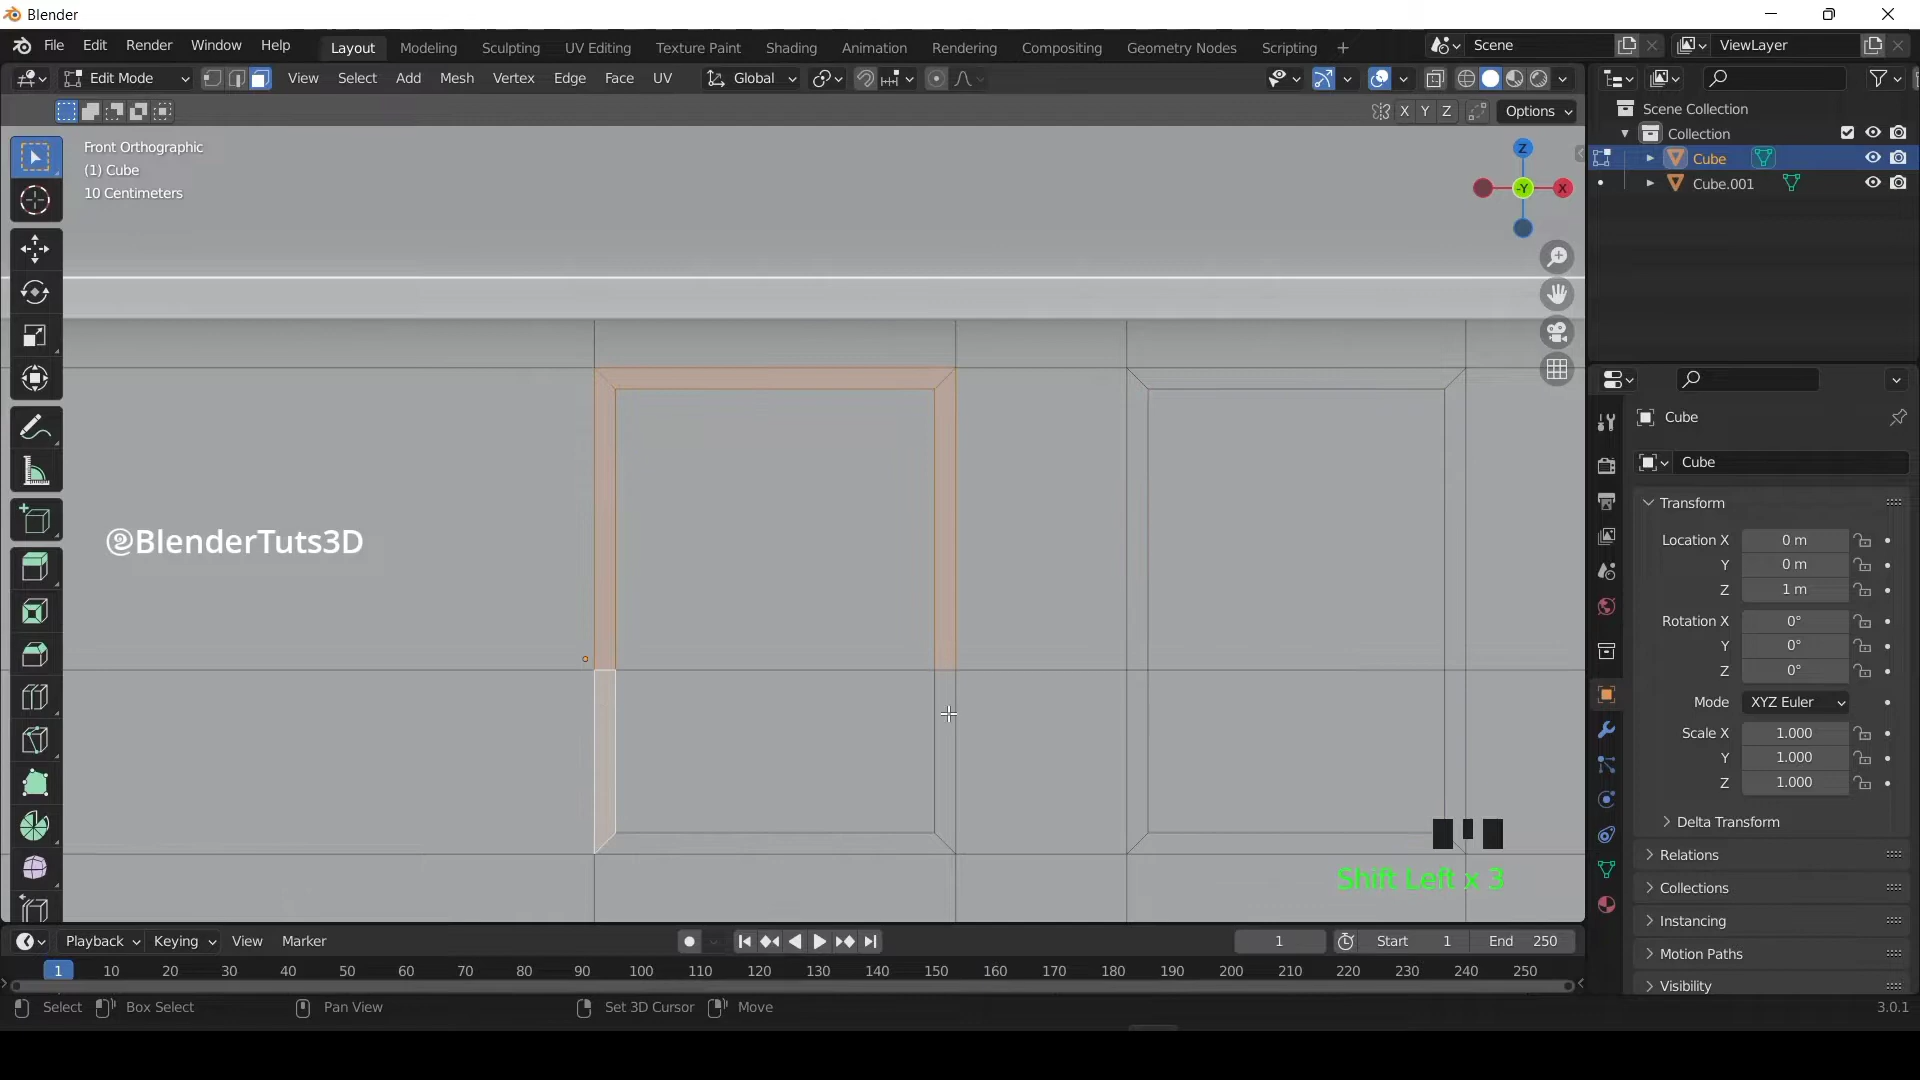 Blender
File Edit Render Window Help Layout Modeling Sculpting UV Editing Texture Paint Shading Animation Rendering Compositing Geometry Nodes Scripting + Scene ViewLayer
Edit Mode View Select Add Mesh Vertex Edge Face UV Global
X Y Z Options
Scene Collection
Collection
Cube
Cube.001
Front Orthographic
(1) Cube
10 Centimeters
Z
-Y X
@BlenderTuts3D
Cube
Cube
Transform
Location X 0 m
Y 0 m
Z 1 m
Rotation X 0°
Y 0°
Z 0°
Mode XYZ Euler
Scale X 1.000
Y 1.000
Z 1.000
Delta Transform
Relations
Collections
Instancing
Motion Paths
Visibility
Shift Left x 3
Playback Keying View Marker 1 Start 1 End 250
1 10 20 30 40 50 60 70 80 90 100 110 120 130 140 150 160 170 180 190 200 210 220 230 240 250
Select Box Select Pan View Set 3D Cursor Move 3.0.1